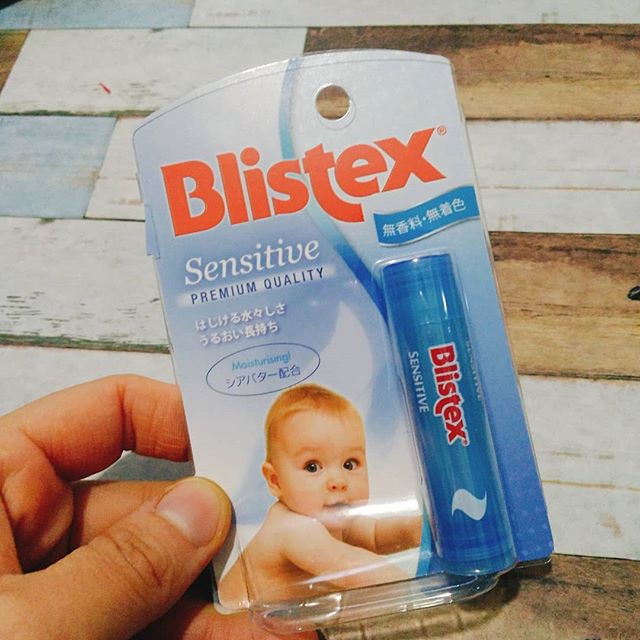 Blistex®
無香料・無着色
Sensitive
PREMIUM QUALITY
はじける水々しさ
うるおい長持ち
Moisturising!
シアバター配合
Blistex
SENSITIVE